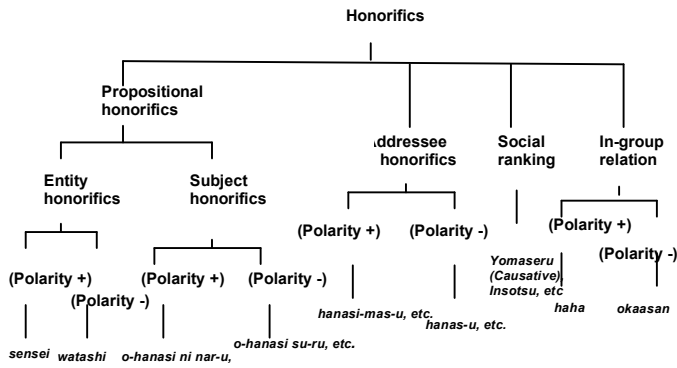 Honorifics
Propositional
honorifics
ddressee
honorifics
Social
ranking
In-group
relation
Entity
honorifics
Subject
honorifics
(Polarity +)
(Polarity -)
(Polarity +)
(Polarity -)
(Polarity +)
(Polarity -)
(Polarity +)
(Polarity -)
Yomaseru
(Causative),
Insotsu, etc
haha
okaasan
hanasi-mas-u, etc.
hanas-u, etc.
sensei
watashi
o-hanasi ni nar-u,
o-hanasi su-ru, etc.